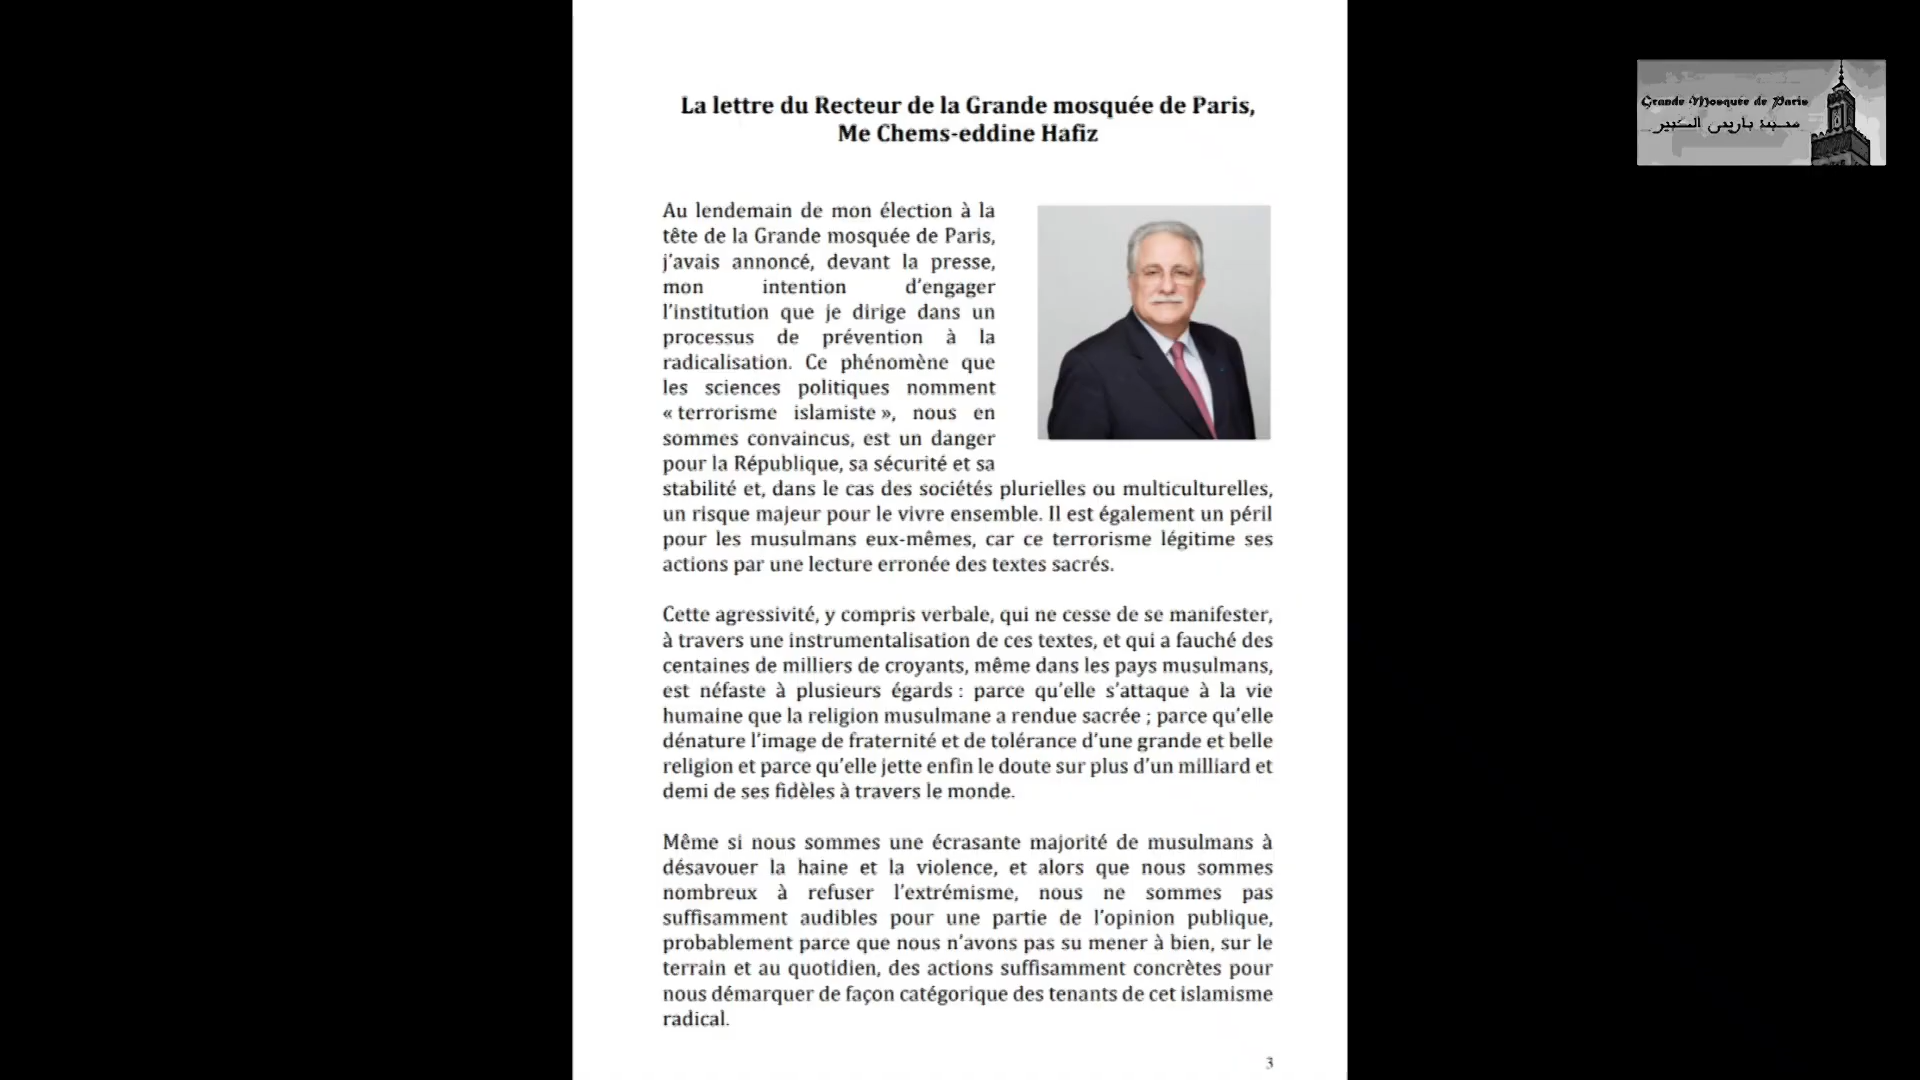 La lettre du Recteur de la Grande mosquée de Paris,
Me Chems-eddine Hafiz
Grande Mosquée de Paris
Au lendemain de mon élection à la
tête de la Grande mosquée de Paris,
j’avais annoncé, devant la presse,
mon intention d’engager
l’institution que je dirige dans un
processus de prévention à la
radicalisation. Ce phénomène que
les sciences politiques nomment
« terrorisme islamiste », nous en
sommes convaincus, est un danger
pour la République, sa sécurité et sa
stabilité et, dans le cas des sociétés plurielles ou multiculturelles,
un risque majeur pour le vivre ensemble. Il est également un péril
pour les musulmans eux-mêmes, car ce terrorisme légitime ses
actions par une lecture erronée des textes sacrés.
Cette agressivité, y compris verbale, qui ne cesse de se manifester,
à travers une instrumentalisation de ces textes, et qui a fauché des
centaines de milliers de croyants, même dans les pays musulmans,
est néfaste à plusieurs égards : parce qu’elle s’attaque à la vie
humaine que la religion musulmane a rendue sacrée ; parce qu’elle
dénature l’image de fraternité et de tolérance d’une grande et belle
religion et parce qu’elle jette enfin le doute sur plus d’un milliard et
demi de ses fidèles à travers le monde.
Même si nous sommes une écrasante majorité de musulmans à
désavouer la haine et la violence, et alors que nous sommes
nombreux à refuser l’extrémisme, nous ne sommes pas
suffisamment audibles pour une partie de l’opinion publique,
probablement parce que nous n’avons pas su mener à bien, sur le
terrain et au quotidien, des actions suffisamment concrètes pour
nous démarquer de façon catégorique des tenants de cet islamisme
radical.
3